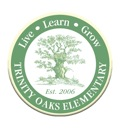 Live • Learn • Grow
Est. 2006
TRINITY OAKS ELEMENTARY